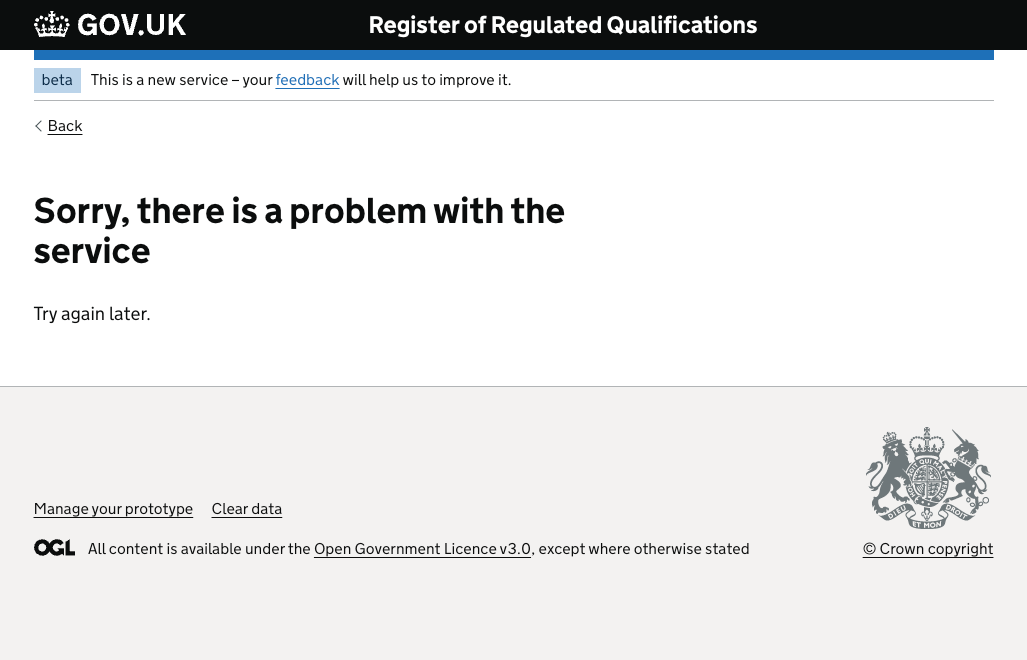 GOV.UK
Register of Regulated Qualifications
beta
This is a new service – your feedback will help us to improve it.
Back
Sorry, there is a problem with the
service
Try again later.
Manage your prototype
Clear data
OGL
All content is available under the Open Government Licence v3.0, except where otherwise stated
DIEU ET MON DROIT
© Crown copyright